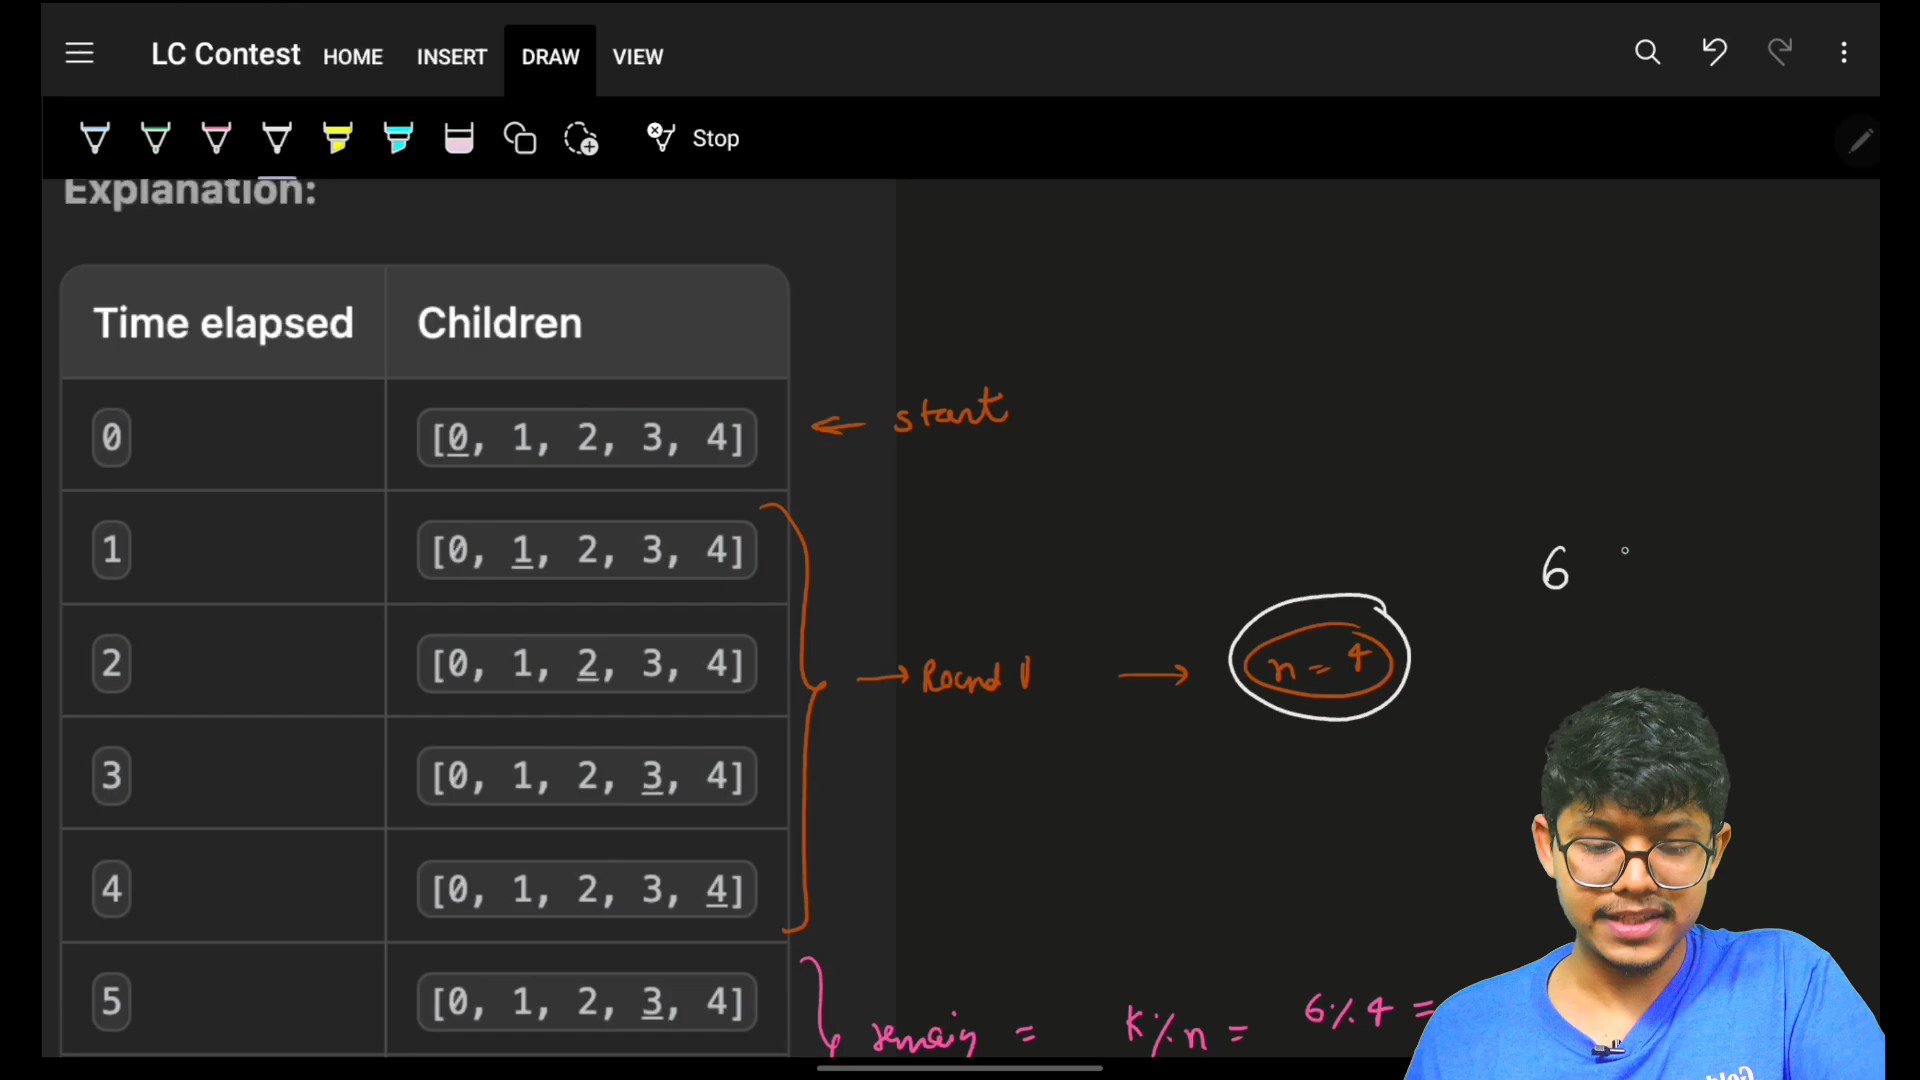 LC Contest HOME INSERT DRAW VIEW
Stop
Explanation:
Time elapsed Children
0 [0, 1, 2, 3, 4] ← start
1 [0, 1, 2, 3, 4]
6
2 [0, 1, 2, 3, 4] → Round 1 → n = 4
3 [0, 1, 2, 3, 4]
4 [0, 1, 2, 3, 4]
5 [0, 1, 2, 3, 4]
remain = K % n = 6 % 4 =